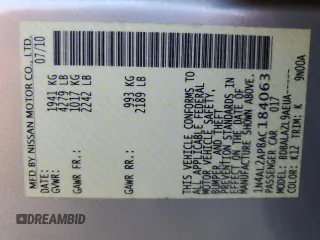 MFD BY NISSAN MOTOR CO., LTD.
07/10
GVWR: 1941 KG
4279 LB
GAWR FR: 1017 KG
2242 LB
GAWR RR: 993 KG
2189 LB
THIS VEHICLE CONFORMS TO
ALL APPLICABLE FEDERAL
MOTOR VEHICLE SAFETY,
BUMPER, AND THEFT
PREVENTION STANDARDS IN
EFFECT ON THE DATE OF
MANUFACTURE SHOWN ABOVE.
1N4AL2AP8AC184063
PASSENGER CAR 017
MODEL:
COLOR: K12 TRIM: K
9N00A